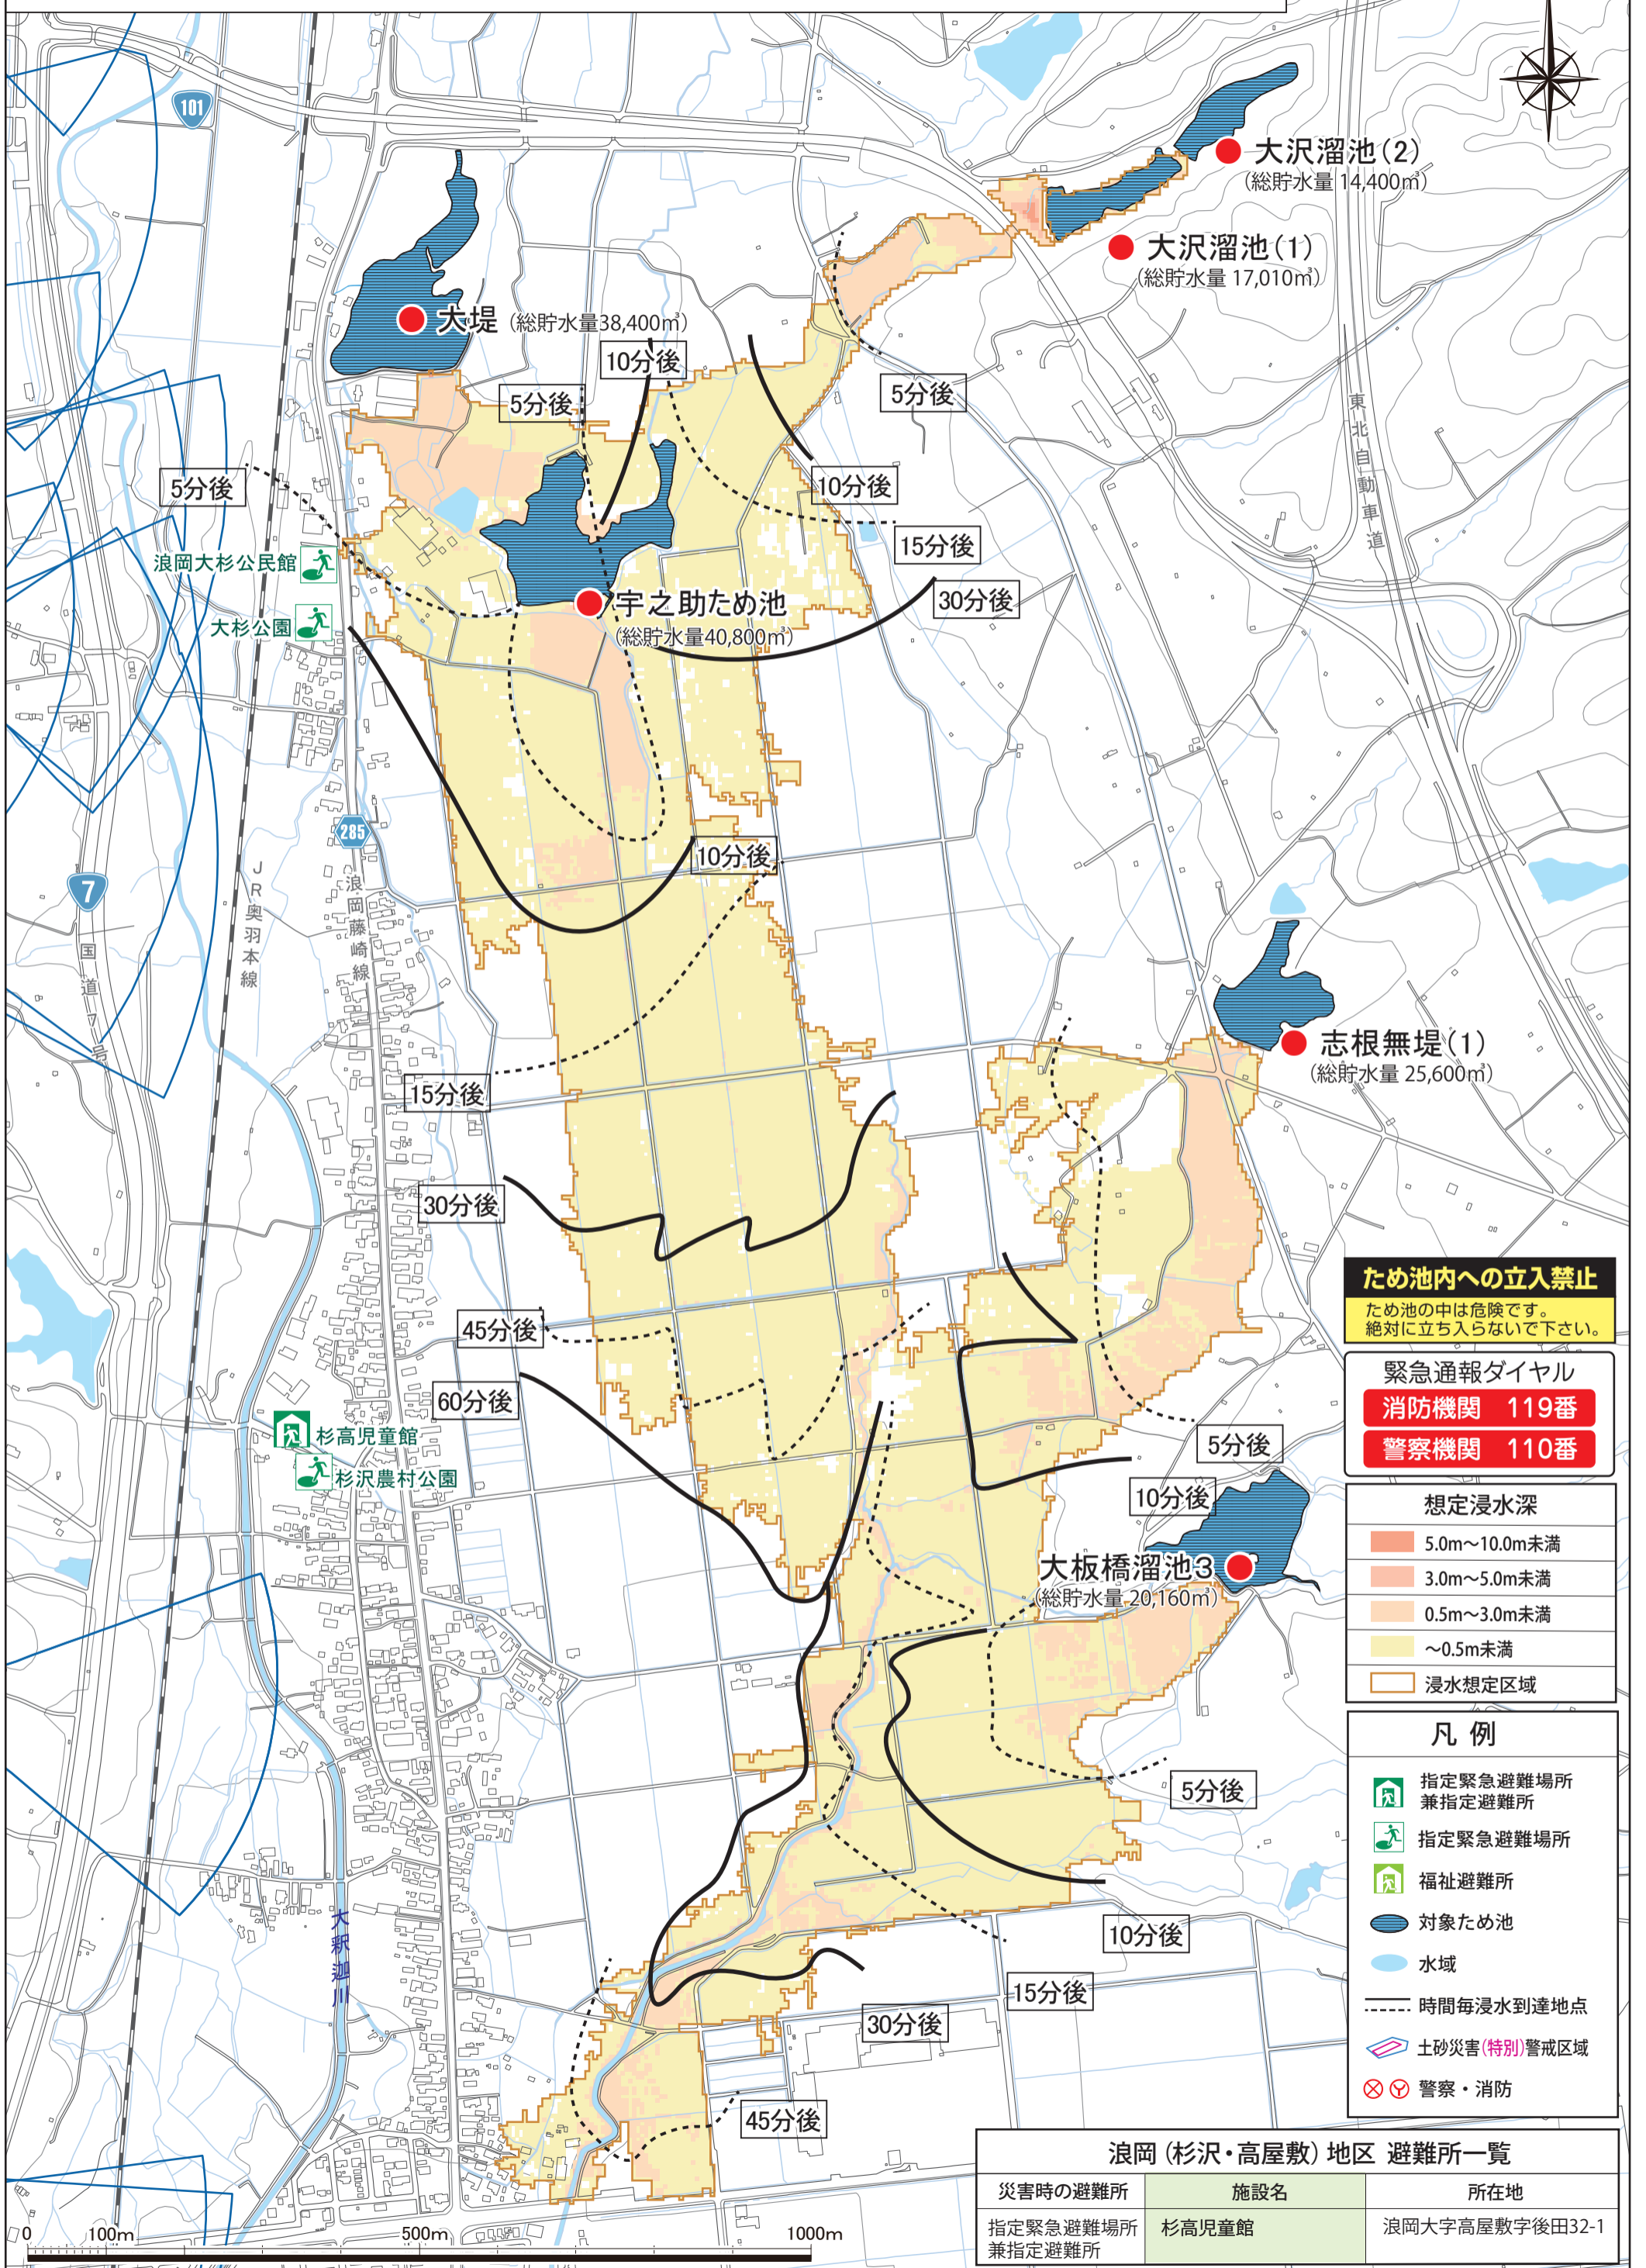 101
大沢溜池(2)
(総貯水量 14,400㎥)
大沢溜池(1)
(総貯水量 17,010㎥)
大堤 (総貯水量38,400㎥)
10分後
5分後
5分後
東北自動車道
5分後
10分後
15分後
浪岡大杉公民館
30分後
宇之助ため池
(総貯水量40,800㎥)
大杉公園
285
10分後
7
国道7号
JR奥羽本線
浪岡藤崎線
志根無堤(1)
(総貯水量 25,600㎥)
15分後
30分後
ため池内への立入禁止
ため池の中は危険です。
絶対に立ち入らないで下さい。
45分後
緊急通報ダイヤル
消防機関 119番
警察機関 110番
60分後
杉高児童館
5分後
杉沢農村公園
10分後
想定浸水深
5.0m〜10.0m未満
3.0m〜5.0m未満
0.5m〜3.0m未満
〜0.5m未満
浸水想定区域
大板橋溜池3
(総貯水量 20,160㎥)
凡 例
指定緊急避難場所
兼指定避難所
指定緊急避難場所
福祉避難所
対象ため池
水域
時間毎浸水到達地点
土砂災害(特別)警戒区域
警察・消防
5分後
大釈迦川
10分後
15分後
30分後
45分後
浪岡(杉沢・高屋敷)地区 避難所一覧
災害時の避難所 施設名 所在地
指定緊急避難場所
兼指定避難所 杉高児童館 浪岡大字高屋敷字後田32-1
0 100m 500m 1000m